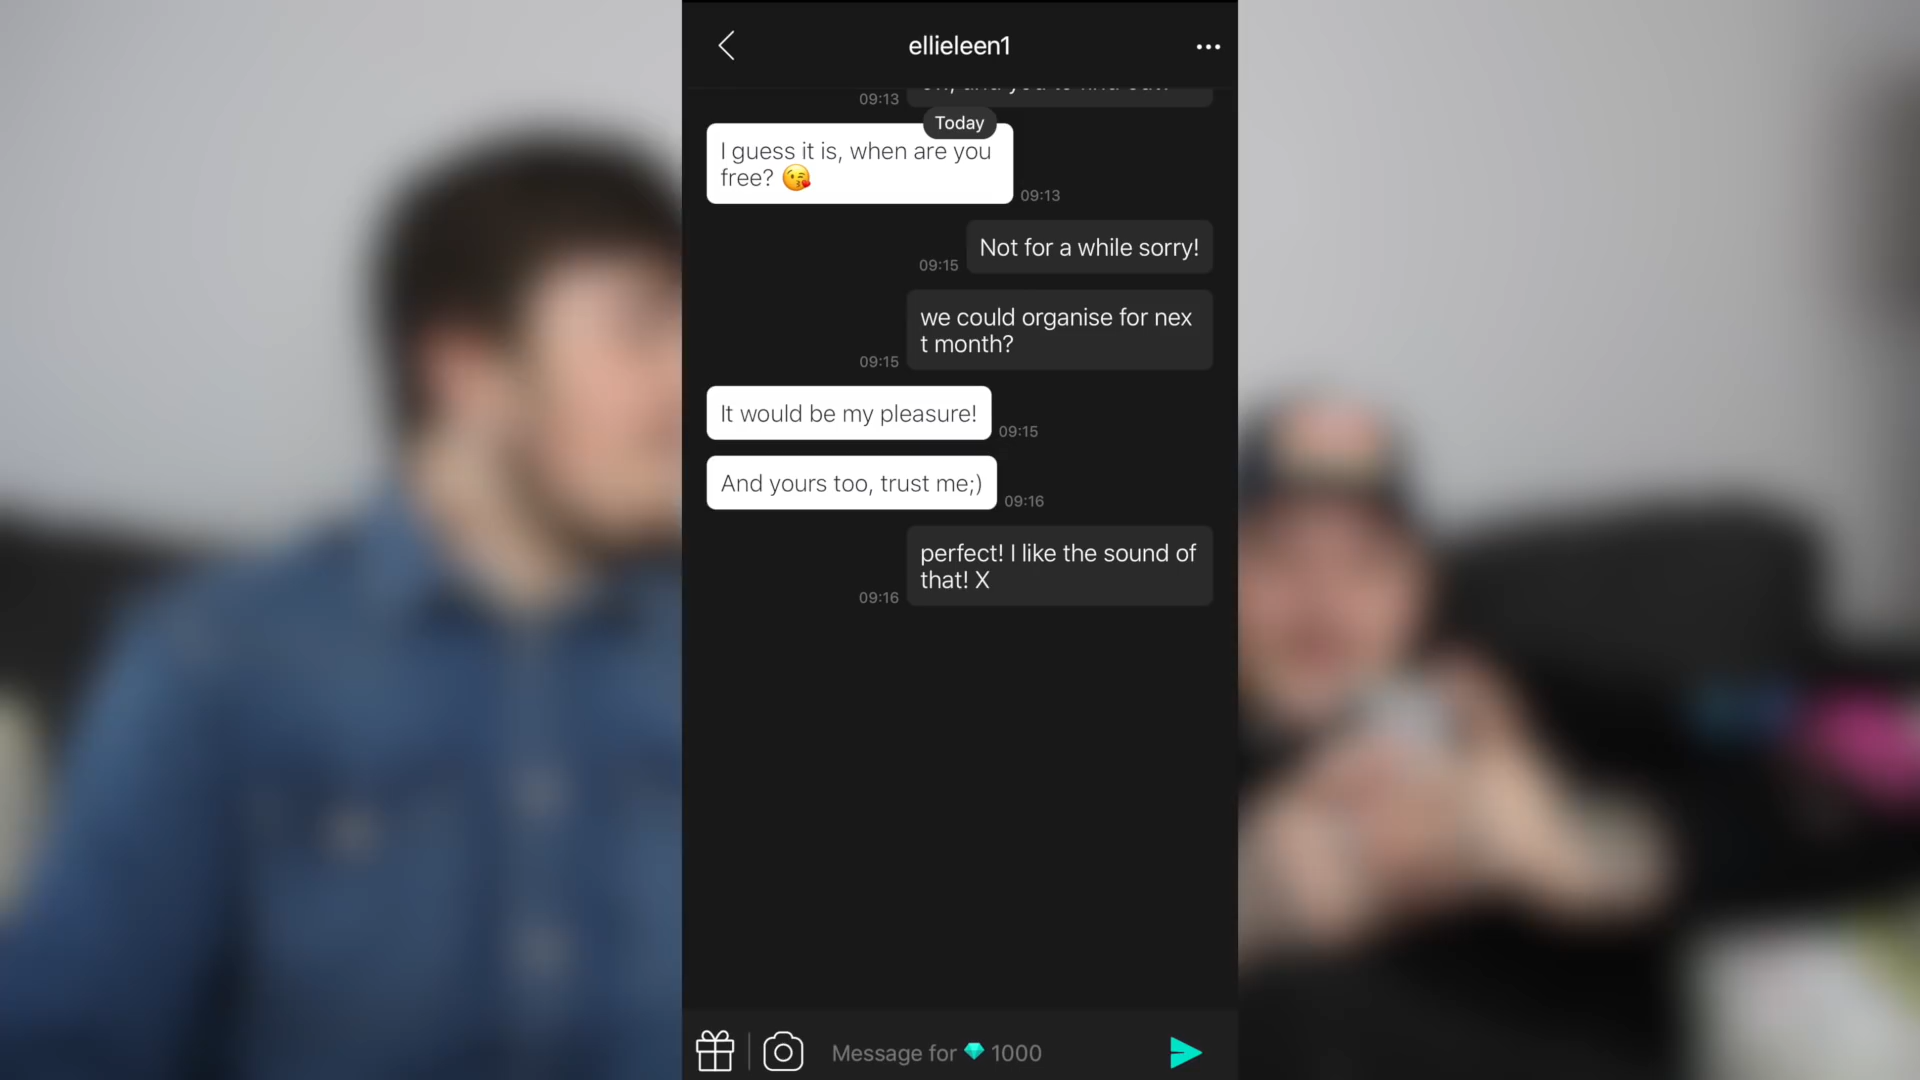 ellieleen1
09:13
Today
I guess it is, when are you
free? 😘
09:13
Not for a while sorry!
09:15
we could organise for nex
t month?
09:15
It would be my pleasure!
09:15
And yours too, trust me;)
09:16
perfect! I like the sound of
that! X
09:16
Message for 1000